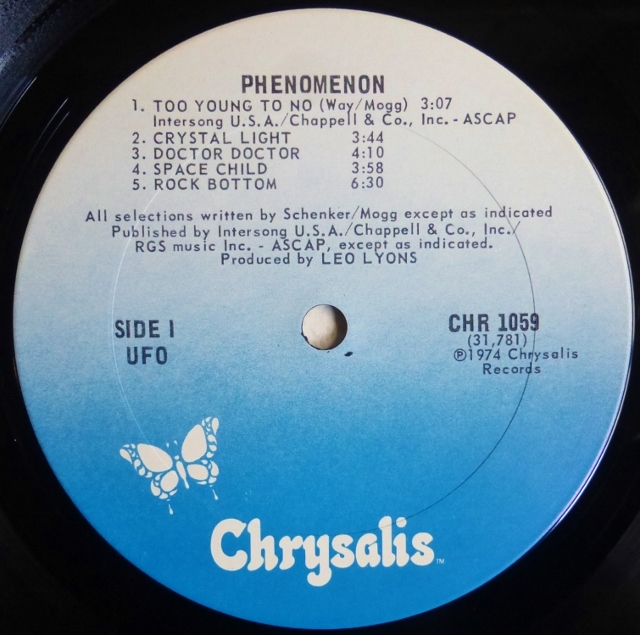 PHENOMENON
1. TOO YOUNG TO NO (Way/Mogg) 3:07
Intersong U.S.A./Chappell & Co., Inc. - ASCAP
2. CRYSTAL LIGHT 3:44
3. DOCTOR DOCTOR 4:10
4. SPACE CHILD 3:58
5. ROCK BOTTOM 6:30
All selections written by Schenker/Mogg except as indicated
Published by Intersong U.S.A./Chappell & Co., Inc./
RGS music Inc. - ASCAP, except as indicated.
Produced by LEO LYONS
SIDE I
UFO
CHR 1059
(31,781)
℗1974 Chrysalis
Records
Chrysalis™